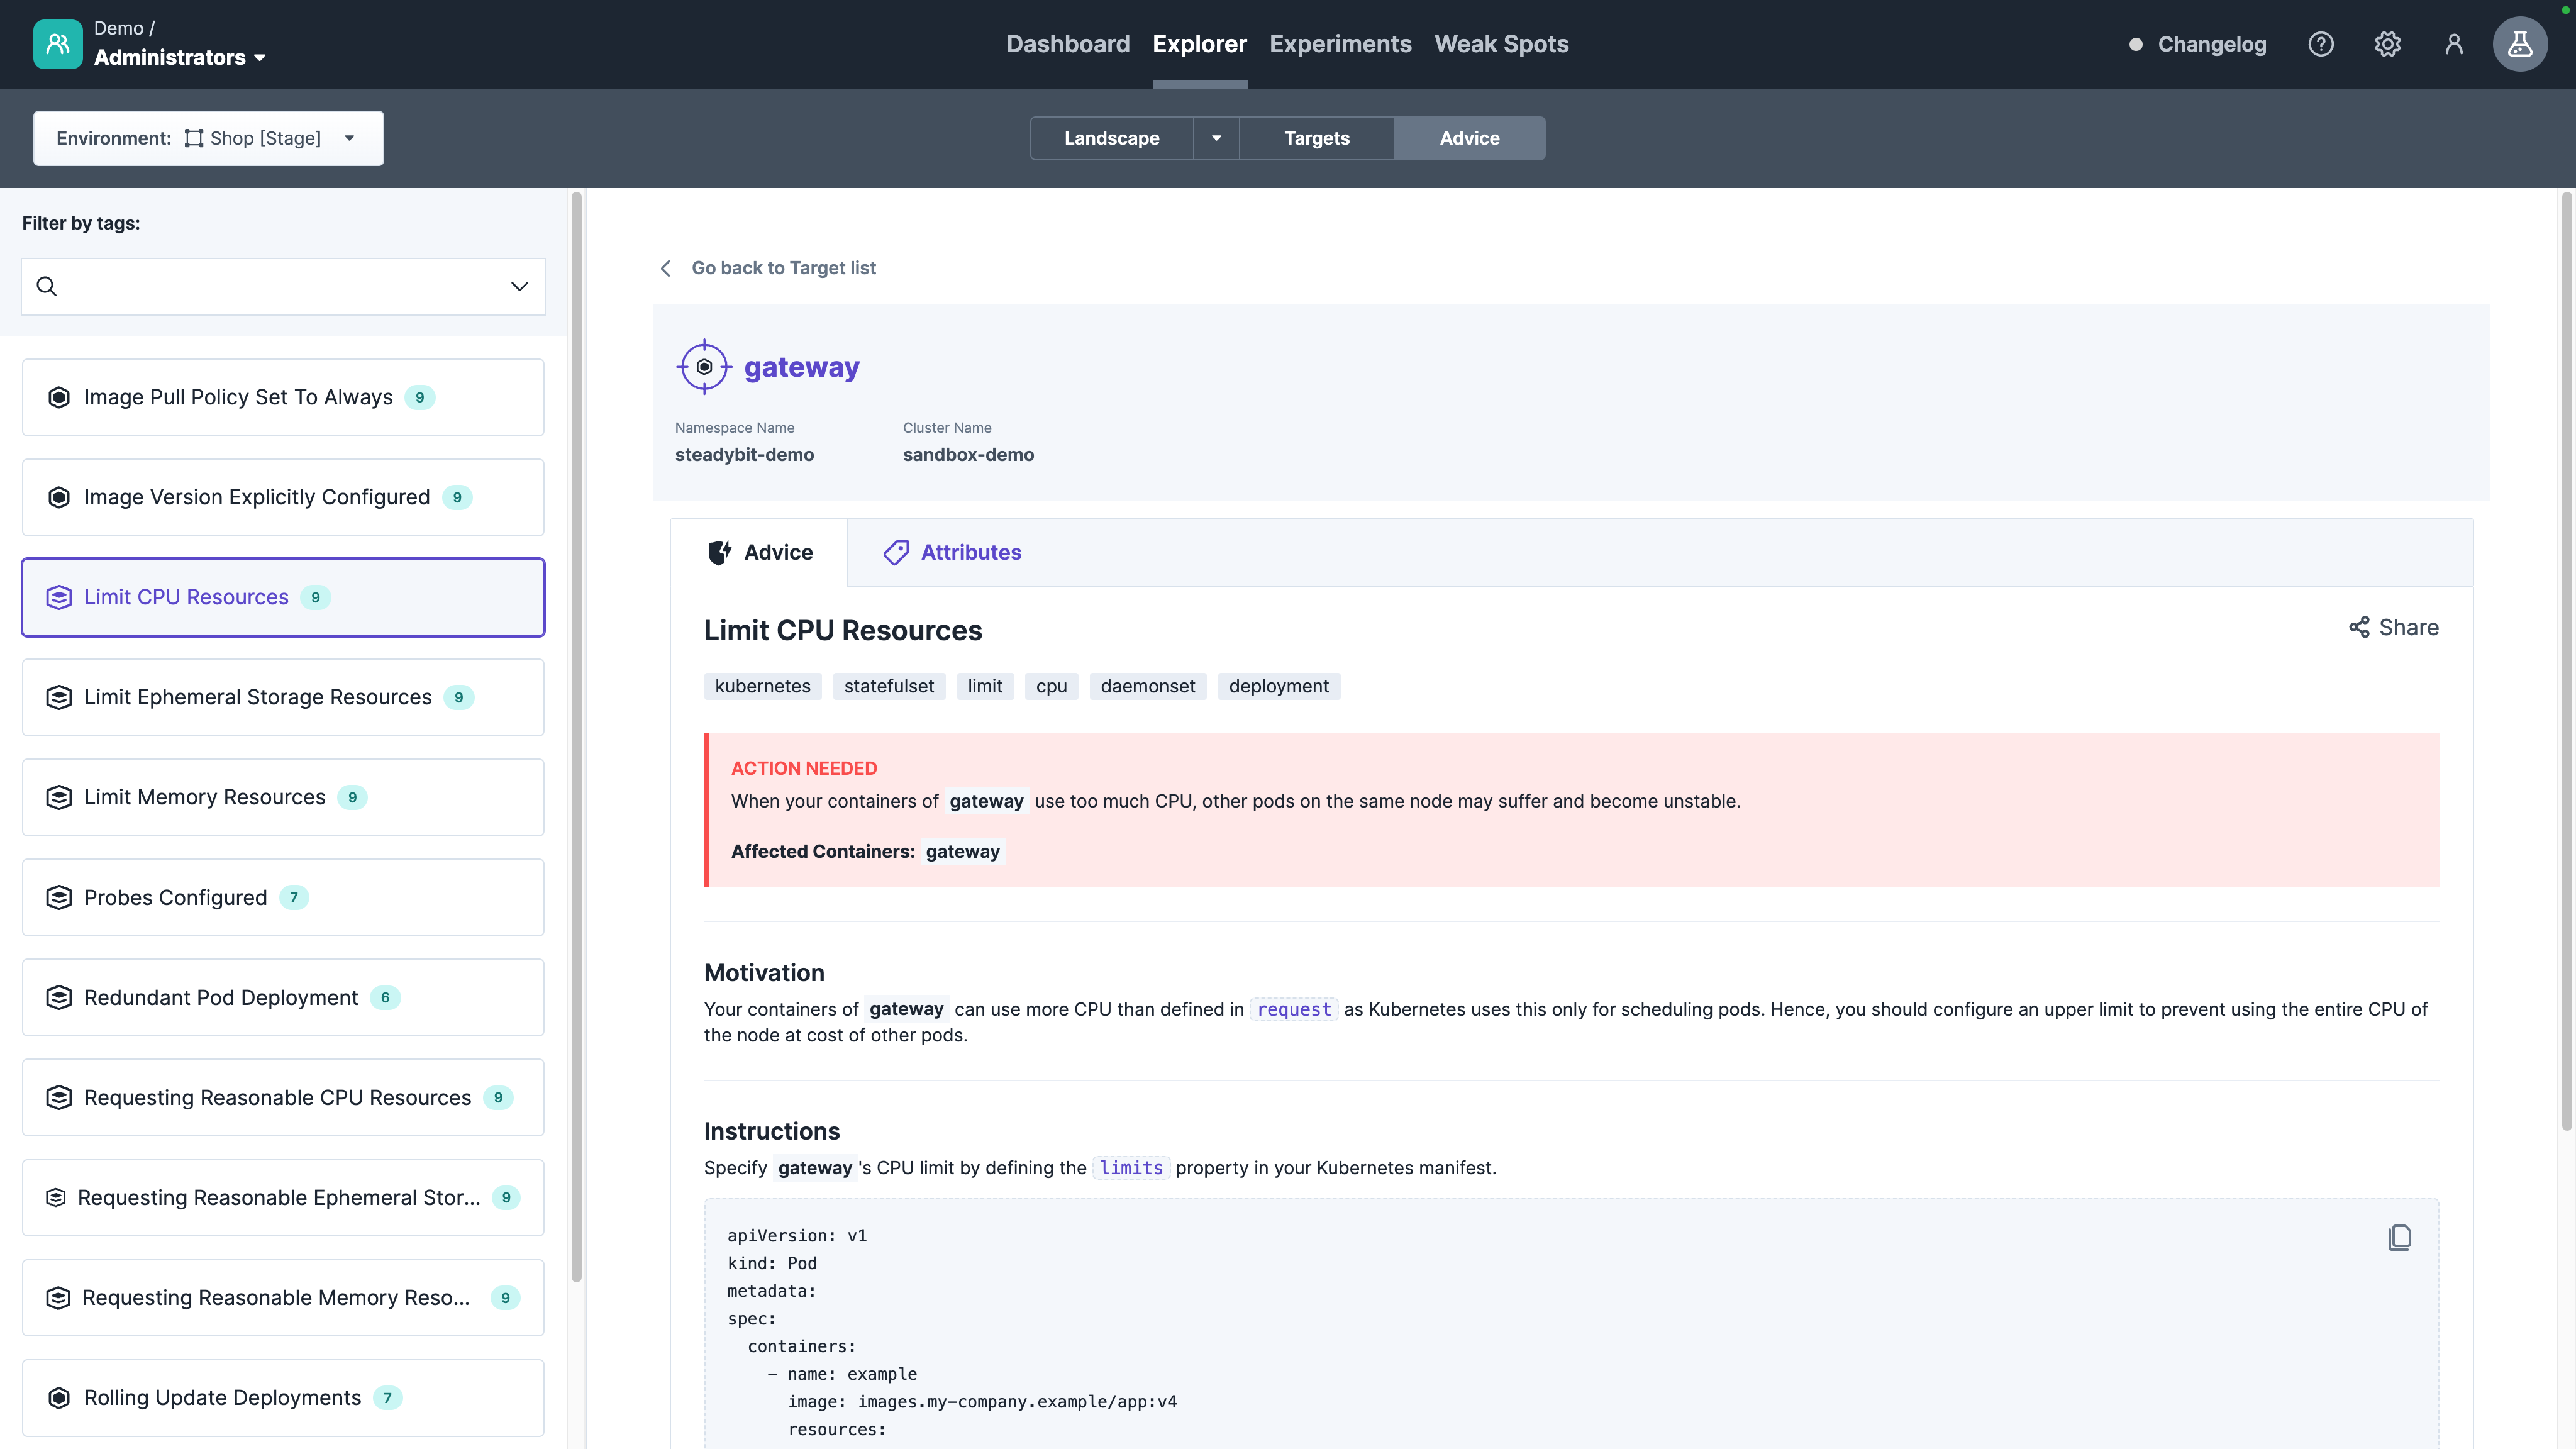 Demo /
Administrators
Dashboard
Explorer
Experiments
Weak Spots
Changelog
Environment: Shop [Stage]
Landscape
Targets
Advice
Filter by tags:
Image Pull Policy Set To Always 9
Image Version Explicitly Configured 9
Limit CPU Resources 9
Limit Ephemeral Storage Resources 9
Limit Memory Resources 9
Probes Configured 7
Redundant Pod Deployment 6
Requesting Reasonable CPU Resources 9
Requesting Reasonable Ephemeral Stor... 9
Requesting Reasonable Memory Reso... 9
Rolling Update Deployments 7
Go back to Target list
gateway
Namespace Name
steadybit-demo
Cluster Name
sandbox-demo
Advice
Attributes
Limit CPU Resources
Share
kubernetes statefulset limit cpu daemonset deployment
ACTION NEEDED
When your containers of gateway use too much CPU, other pods on the same node may suffer and become unstable.
Affected Containers: gateway
Motivation
Your containers of gateway can use more CPU than defined in request as Kubernetes uses this only for scheduling pods. Hence, you should configure an upper limit to prevent using the entire CPU of
the node at cost of other pods.
Instructions
Specify gateway 's CPU limit by defining the limits property in your Kubernetes manifest.
apiVersion: v1
kind: Pod
metadata:
spec:
  containers:
    - name: example
      image: images.my-company.example/app:v4
      resources: